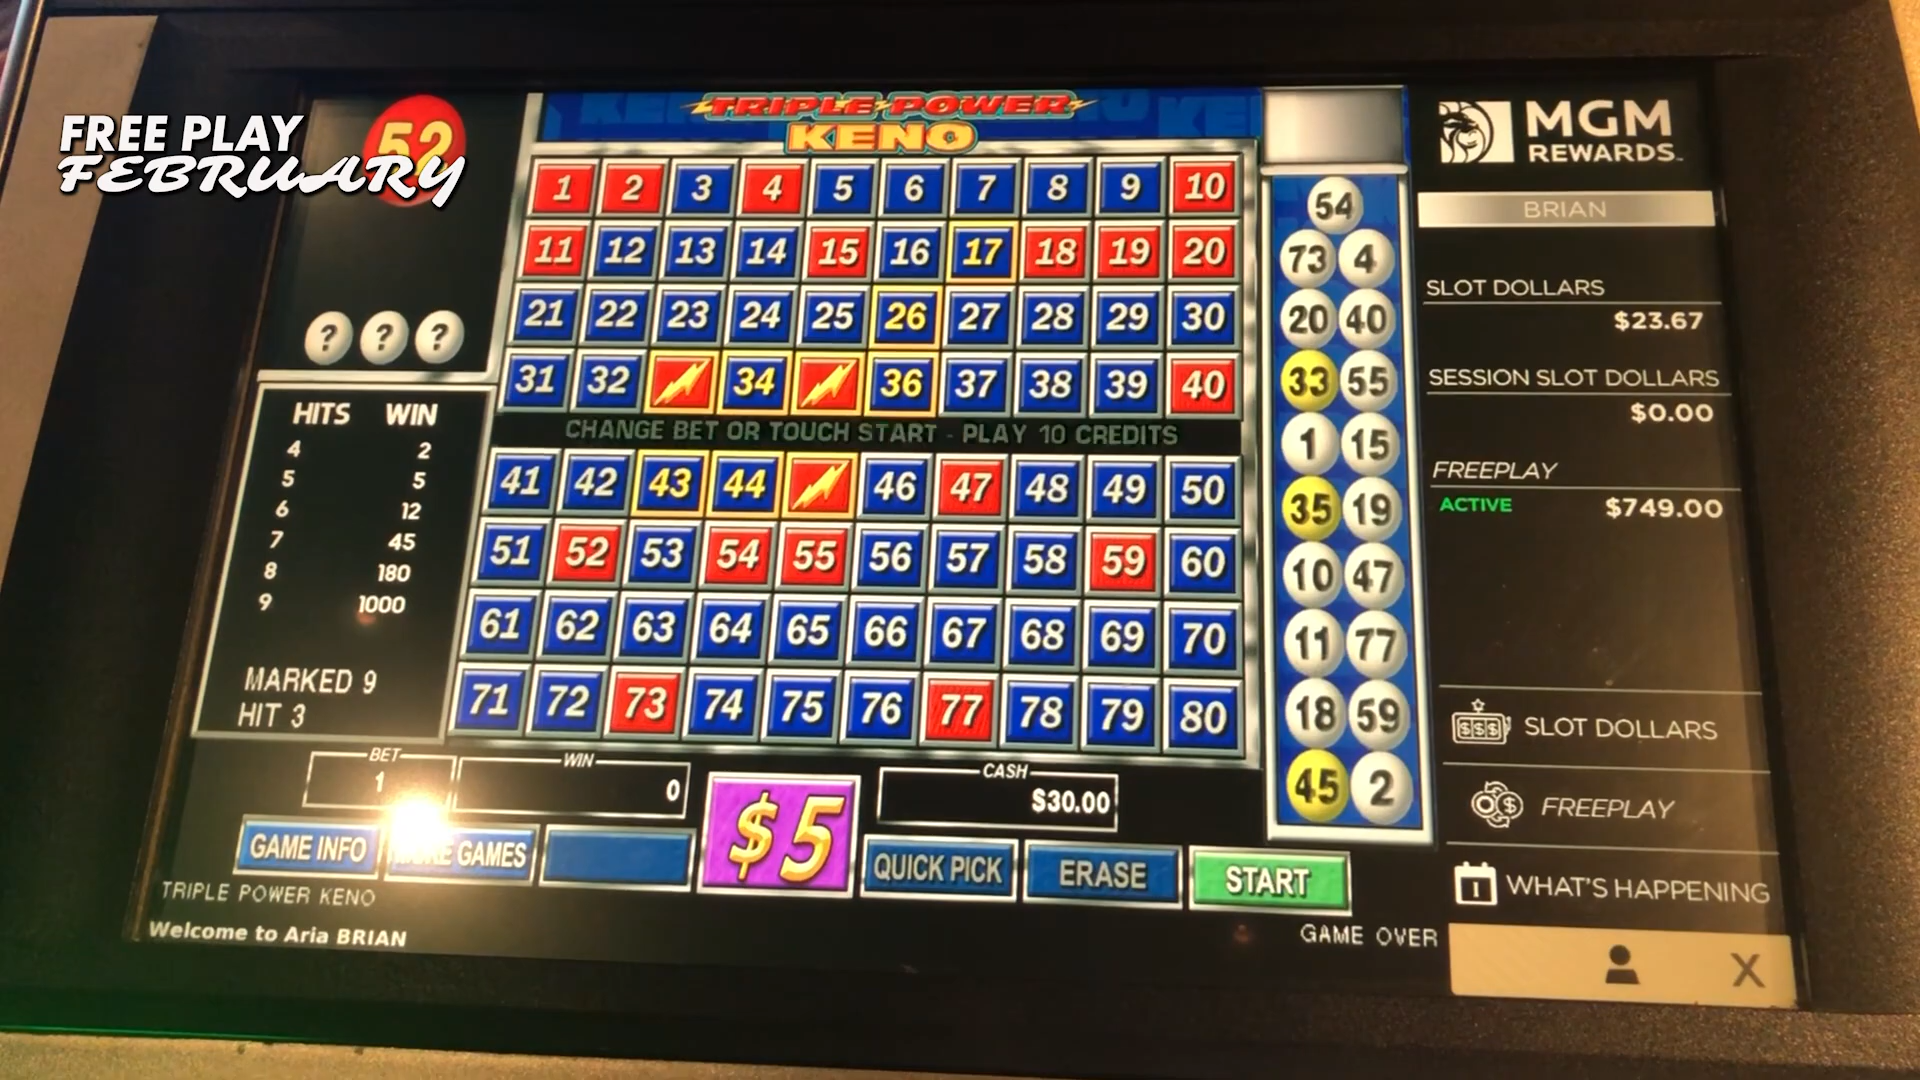 FREE PLAY
FEBRUARY
52
? ? ?
HITS WIN
4 2
5 5
6 12
7 45
8 180
9 1000
MARKED 9
HIT 3
TRIPLE POWER
KENO
1 2 3 4 5 6 7 8 9 10
11 12 13 14 15 16 17 18 19 20
21 22 23 24 25 26 27 28 29 30
31 32 34 36 37 38 39 40
CHANGE BET OR TOUCH START - PLAY 10 CREDITS
41 42 43 44 46 47 48 49 50
51 52 53 54 55 56 57 58 59 60
61 62 63 64 65 66 67 68 69 70
71 72 73 74 75 76 77 78 79 80
54
73 4
20 40
33 55
1 15
35 19
10 47
11 77
18 59
45 2
BET
1
WIN
0
$5
CASH
$30.00
GAME INFO
GAMES
QUICK PICK
ERASE
START
TRIPLE POWER KENO
Welcome to Aria BRIAN
GAME OVER
MGM
REWARDS
BRIAN
SLOT DOLLARS
$23.67
SESSION SLOT DOLLARS
$0.00
FREEPLAY
ACTIVE $749.00
SLOT DOLLARS
FREEPLAY
WHAT'S HAPPENING
X